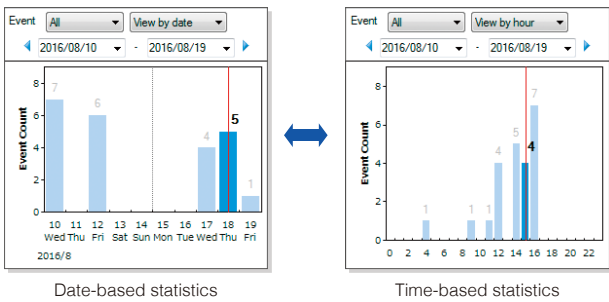 Event All View by date
2016/08/10 - 2016/08/19
Event Count
8
6
4
2
0
7
6
4
5
1
10 11 12 13 14 15 16 17 18 19
Wed Thu Fri Sat Sun Mon Tue Wed Thu Fri
2016/8
Date-based statistics
Event All View by hour
2016/08/10 - 2016/08/19
Event Count
8
6
4
2
0
1
1
1
4
5
4
7
0 2 4 6 8 10 12 14 16 18 20 22
Time-based statistics